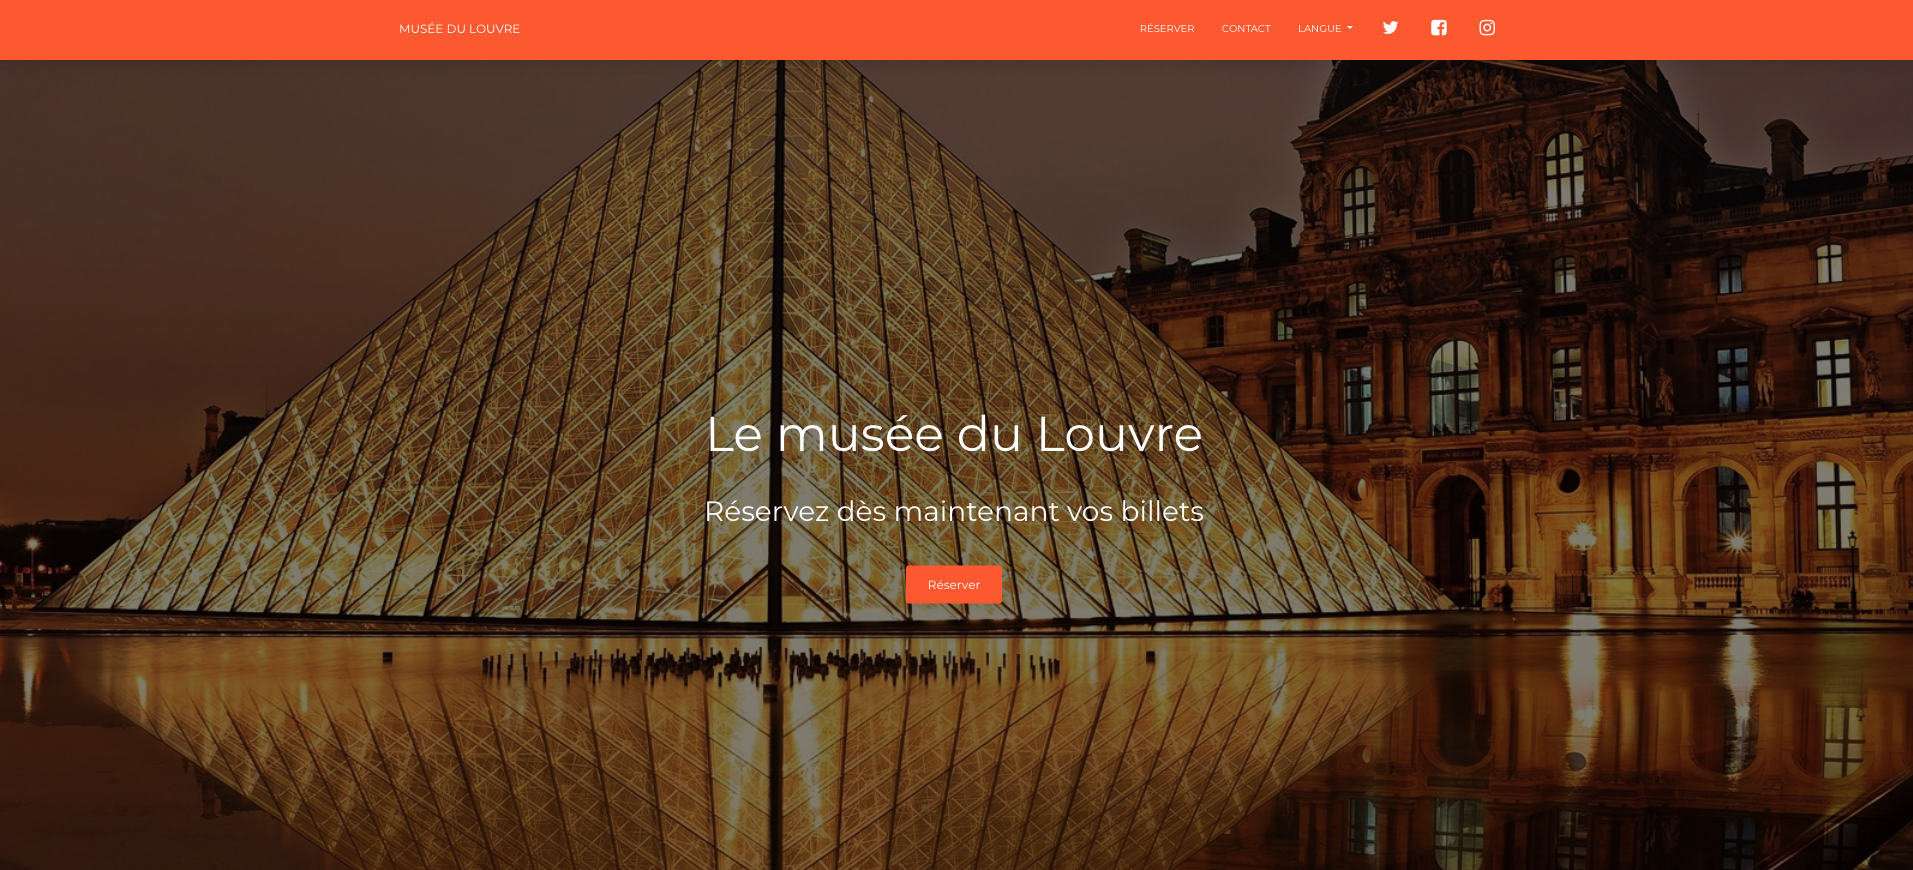 MUSÉE DU LOUVRE
RÉSERVER CONTACT LANGUE
Le musée du Louvre
Réservez dès maintenant vos billets
Réserver